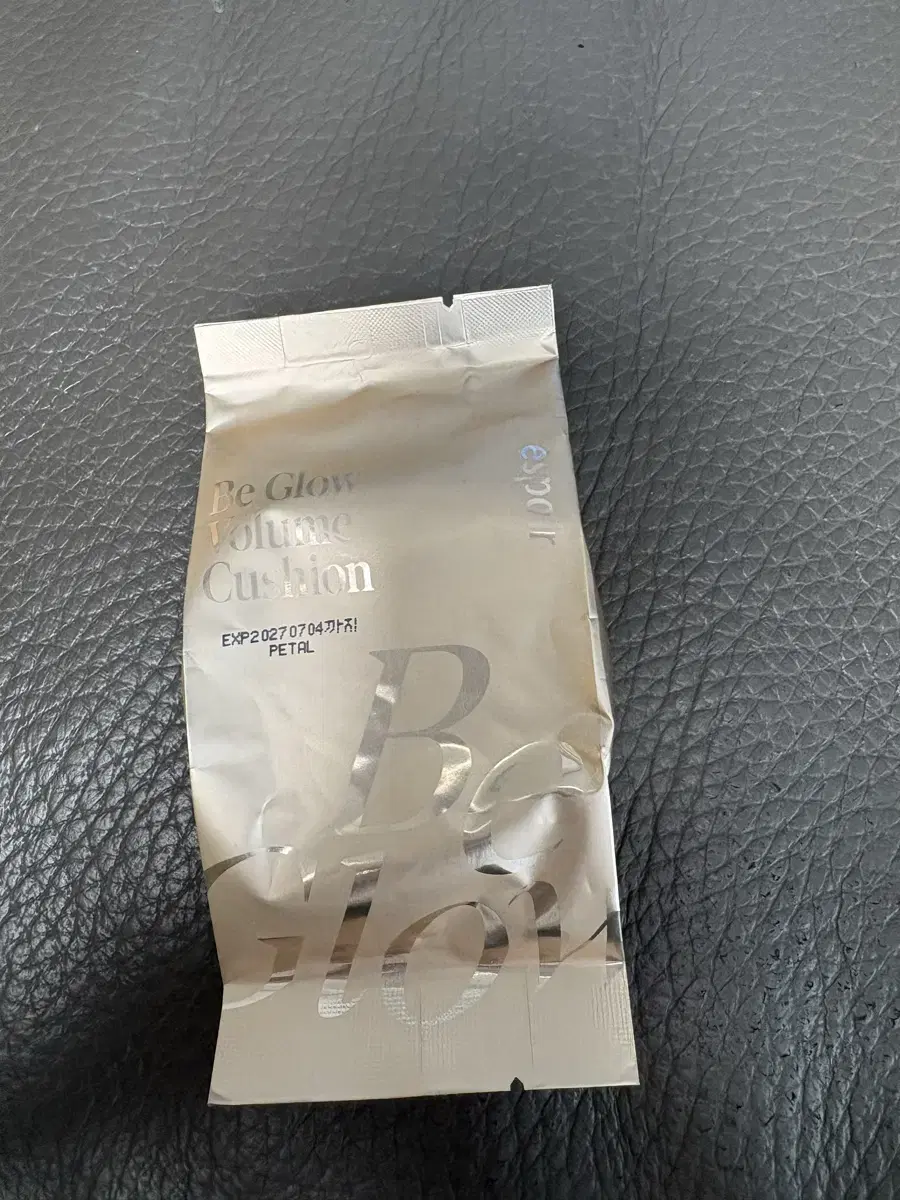 Be Glow
Volume
Cushion
EXP20270704까지
PETAL
espoir
Be
Glow